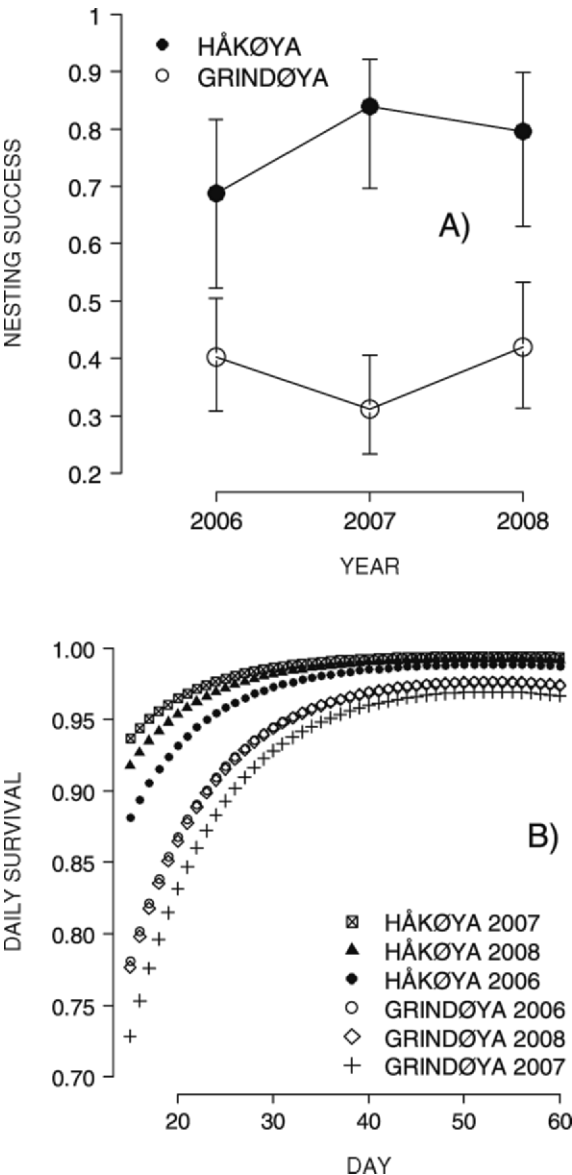 1
0.9
0.8
0.7
0.6
0.5
0.4
0.3
0.2
NESTING SUCCESS
HÅKØYA
GRINDØYA
A)
2006 2007 2008
YEAR
1.00
0.95
0.90
0.85
0.80
0.75
0.70
DAILY SURVIVAL
B)
HÅKØYA 2007
HÅKØYA 2008
HÅKØYA 2006
GRINDØYA 2006
GRINDØYA 2008
GRINDØYA 2007
20 30 40 50 60
DAY